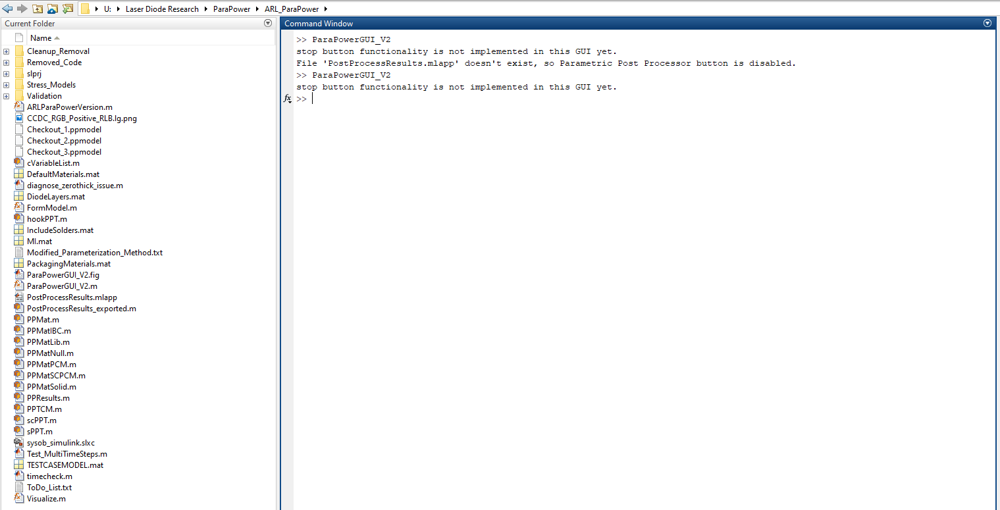 U: Laser Diode Research ParaPower ARL_ParaPower
Current Folder
Name
Cleanup_Removal
Removed_Code
slprj
Stress_Models
Validation
ARLParaPowerVersion.m
CCDC_RGB_Positive_RLB.lg.png
Checkout_1.ppmodel
Checkout_2.ppmodel
Checkout_3.ppmodel
cVariableList.m
DefaultMaterials.mat
diagnose_zerothick_issue.m
DiodeLayers.mat
FormModel.m
hookPPT.m
IncludeSolders.mat
MI.mat
Modified_Parameterization_Method.txt
PackagingMaterials.mat
ParaPowerGUI_V2.fig
ParaPowerGUI_V2.m
PostProcessResults.mlapp
PostProcessResults_exported.m
PPMat.m
PPMatIBC.m
PPMatLib.m
PPMatNull.m
PPMatPCM.m
PPMatSCPCM.m
PPMatSolid.m
PPResults.m
PPTCM.m
scPPT.m
sPPT.m
sysob_simulink.slxc
Test_MultiTimeSteps.m
TESTCASEMODEL.mat
timecheck.m
ToDo_List.txt
Visualize.m
Command Window
>> ParaPowerGUI_V2
stop button functionality is not implemented in this GUI yet.
File 'PostProcessResults.mlapp' doesn't exist, so Parametric Post Processor button is disabled.
>> ParaPowerGUI_V2
stop button functionality is not implemented in this GUI yet.
fx >>